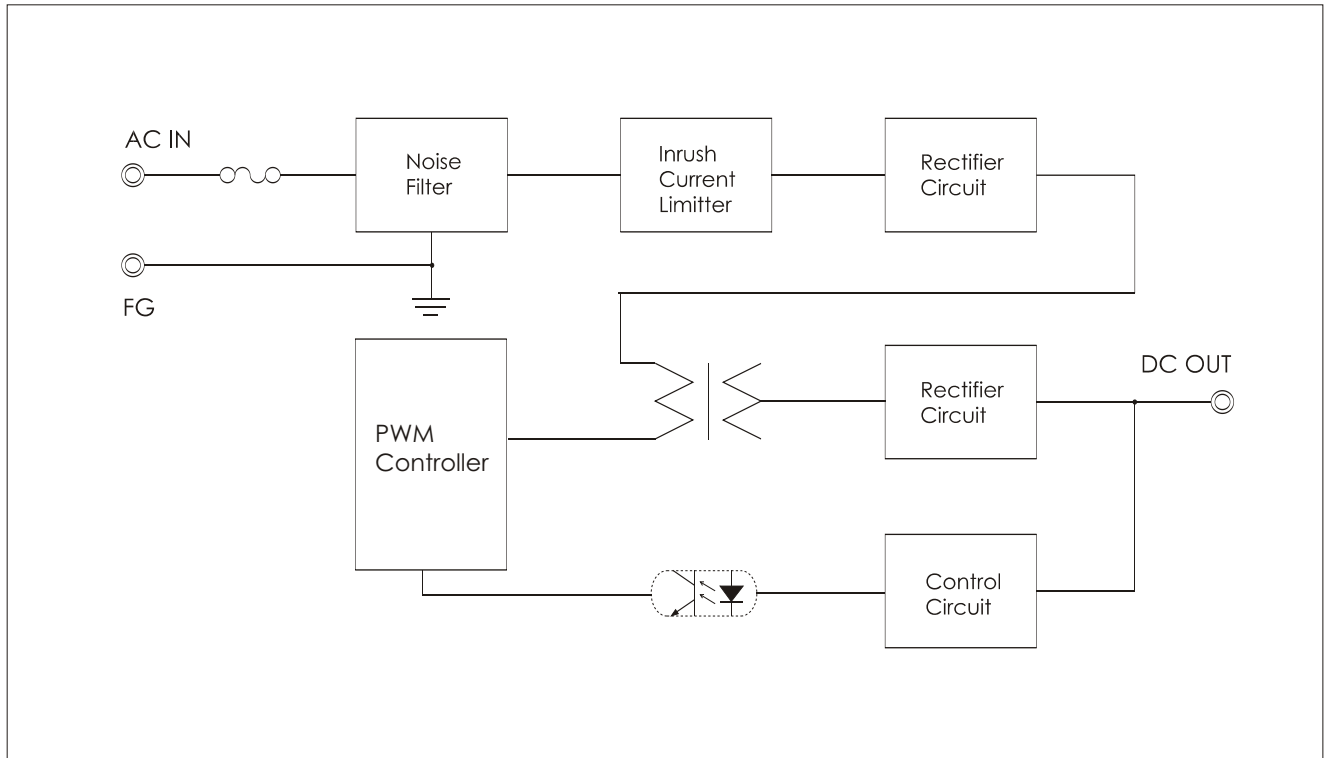 AC IN
Noise
Filter
Inrush
Current
Limitter
Rectifier
Circuit
FG
PWM
Controller
Rectifier
Circuit
DC OUT
Control
Circuit